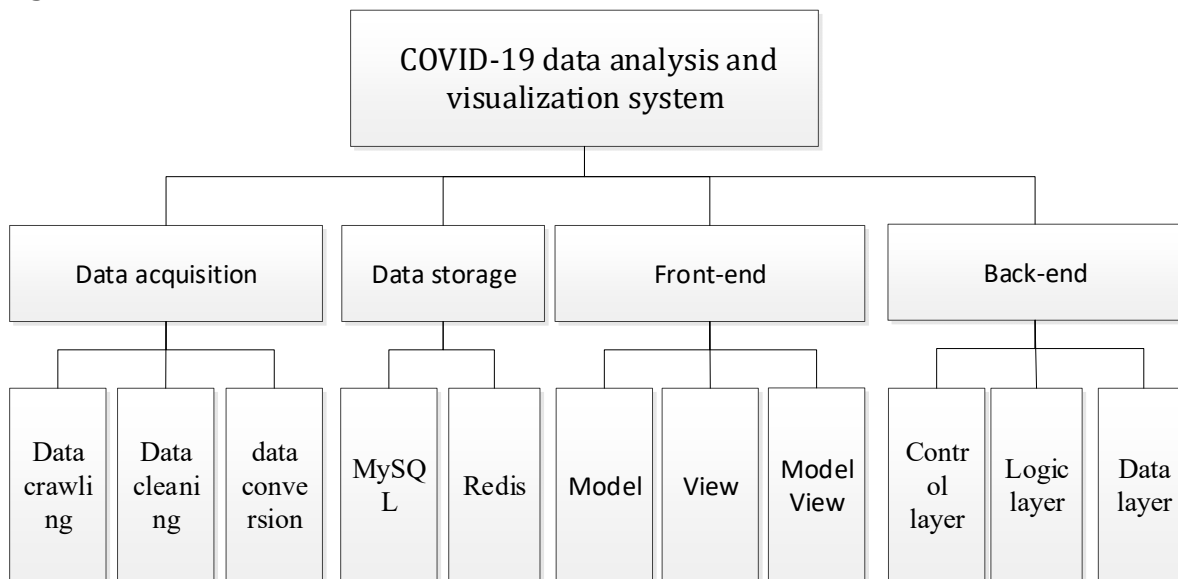 COVID-19 data analysis and
visualization system
Data acquisition
Data storage
Front-end
Back-end
Data
crawli
ng
Data
cleani
ng
data
conve
rsion
MySQ
L
Redis
Model
View
Model
View
Contr
ol
layer
Logic
layer
Data
layer